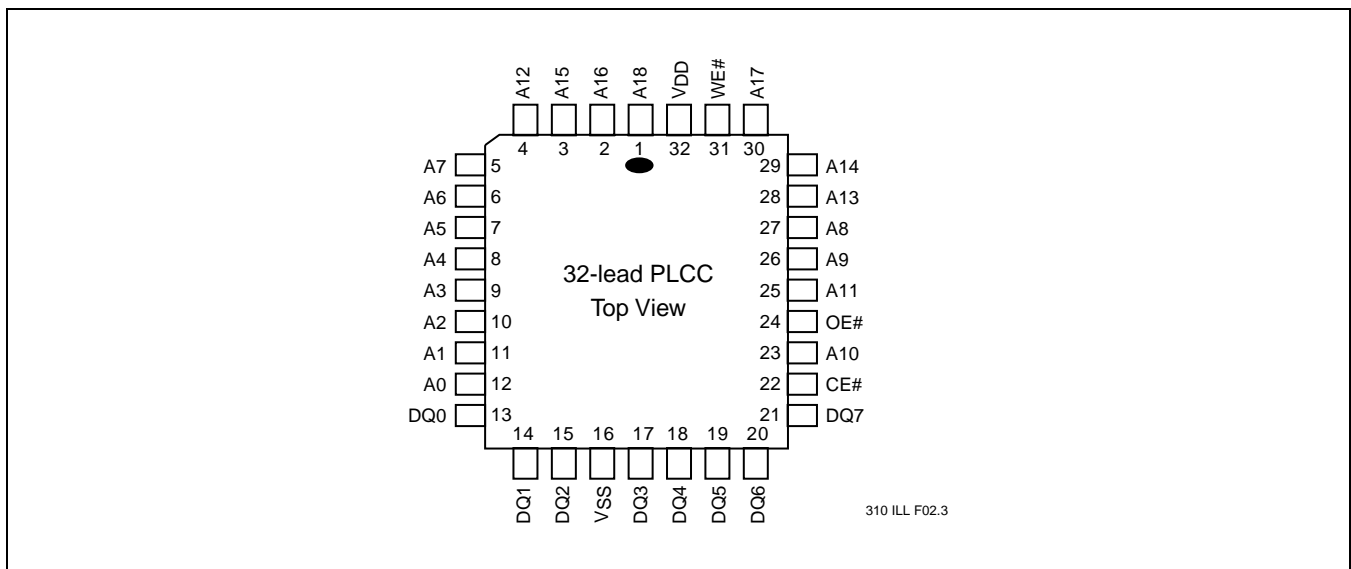 A12 A15 A16 A18 VDD WE# A17
4 3 2 1 32 31 30
A7 5 29 A14
A6 6 28 A13
A5 7 27 A8
A4 8 26 A9
A3 9 25 A11
A2 10 24 OE#
A1 11 23 A10
A0 12 22 CE#
DQ0 13 21 DQ7
32-lead PLCC
Top View
14 15 16 17 18 19 20
DQ1 DQ2 VSS DQ3 DQ4 DQ5 DQ6
310 ILL F02.3